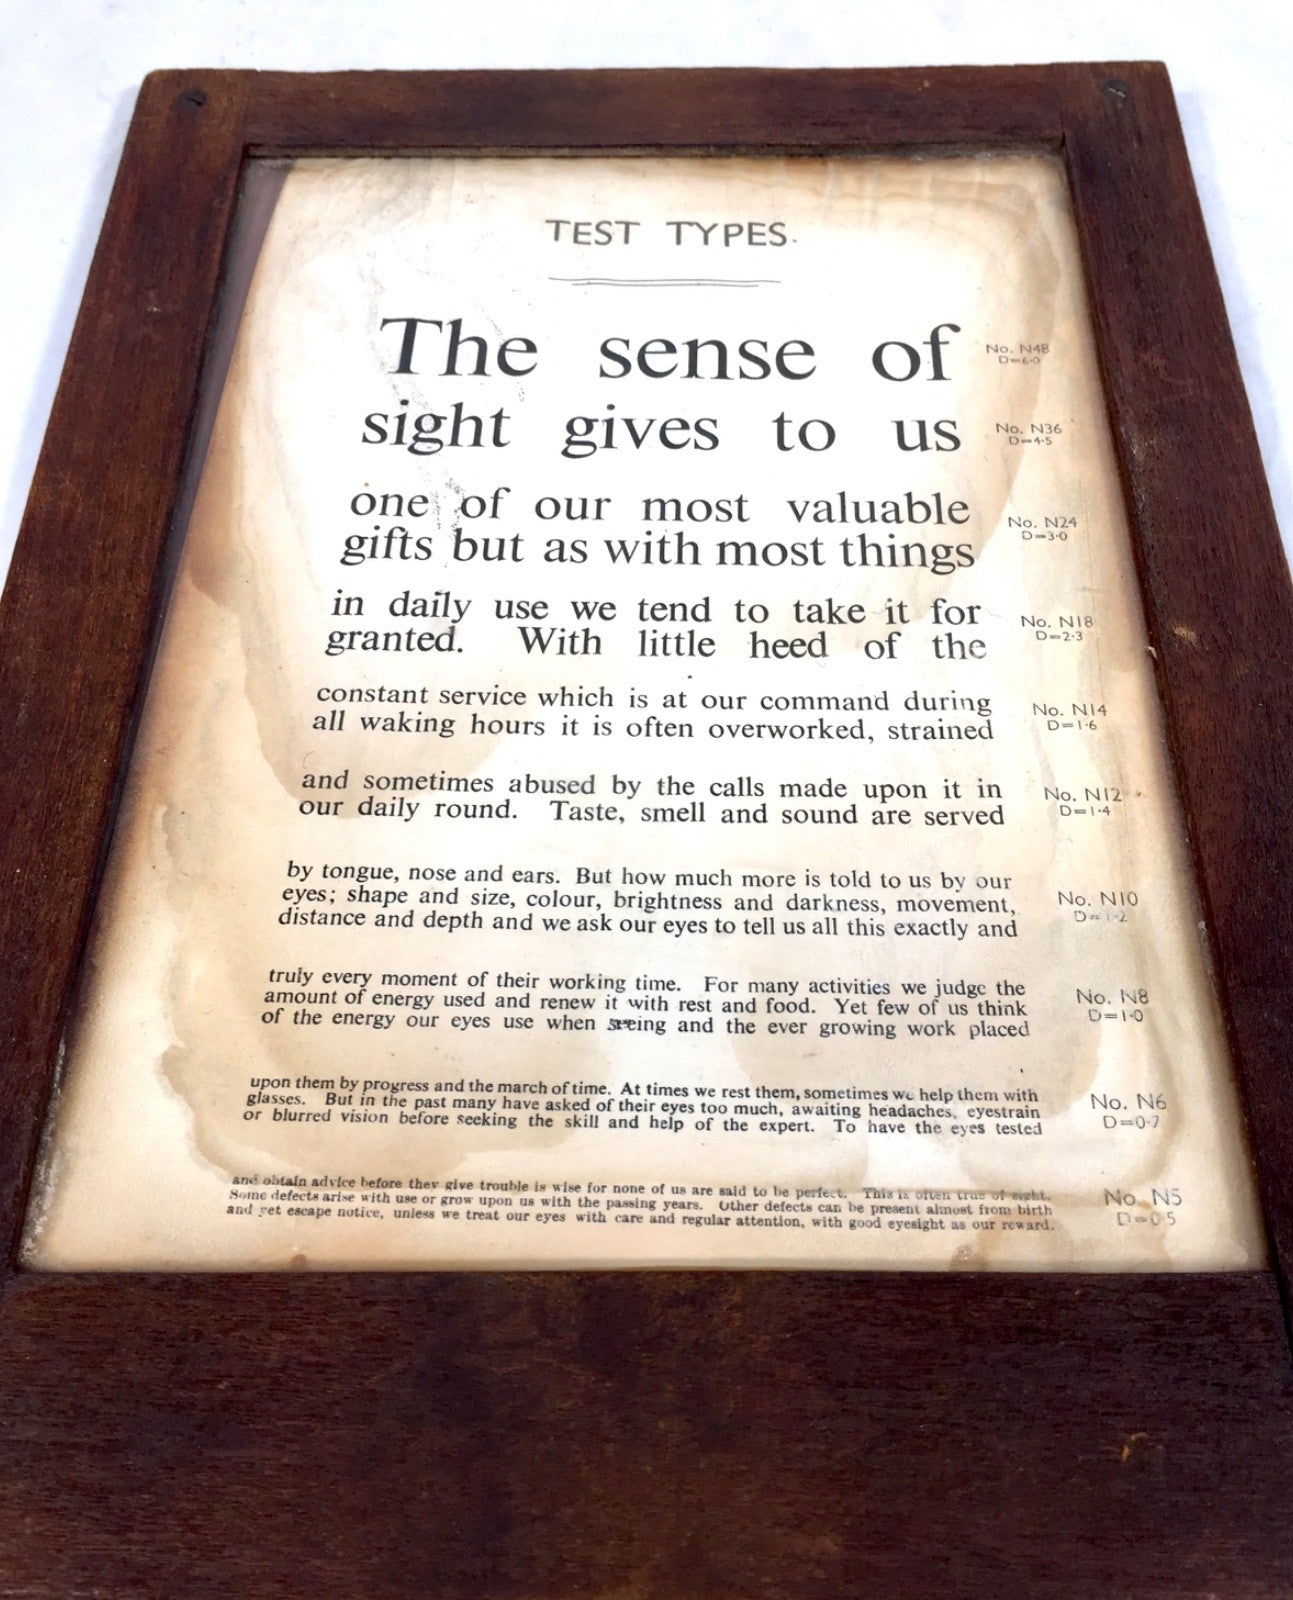 TEST TYPES.
The sense of
No. N48
D=6·0
sight gives to us
No. N36
D=4·5
one of our most valuable
gifts but as with most things
No. N24
D=3·0
in daily use we tend to take it for
granted. With little heed of the
No. N18
D=2·3
constant service which is at our command during
all waking hours it is often overworked, strained
No. N14
D=1·6
and sometimes abused by the calls made upon it in
our daily round. Taste, smell and sound are served
No. N12
D=1·4
by tongue, nose and ears. But how much more is told to us by our
eyes; shape and size, colour, brightness and darkness, movement,
distance and depth and we ask our eyes to tell us all this exactly and
No. N10
D=1·2
truly every moment of their working time. For many activities we judge the
amount of energy used and renew it with rest and food. Yet few of us think
of the energy our eyes use when seeing and the ever growing work placed
No. N8
D=1·0
upon them by progress and the march of time. At times we rest them, sometimes we help them with
glasses. But in the past many have asked of their eyes too much, awaiting headaches, eyestrain
or blurred vision before seeking the skill and help of the expert. To have the eyes tested
No. N6
D=0·7
and obtain advice before they give trouble is wise for none of us are said to be perfect. This is often true of sight.
Some defects arise with use or grow upon us with the passing years. Other defects can be present almost from birth
and yet escape notice, unless we treat our eyes with care and regular attention, with good eyesight as our reward.
No. N5
D=0·5